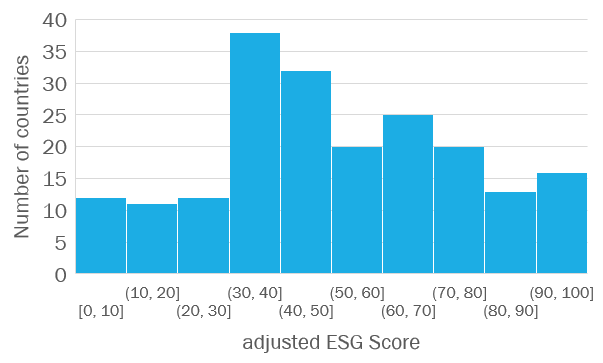 40
35
30
25
20
15
10
5
0
Number of countries
(10, 20] (30, 40] (50, 60] (70, 80] (90, 100]
[0, 10] (20, 30] (40, 50] (60, 70] (80, 90]
adjusted ESG Score